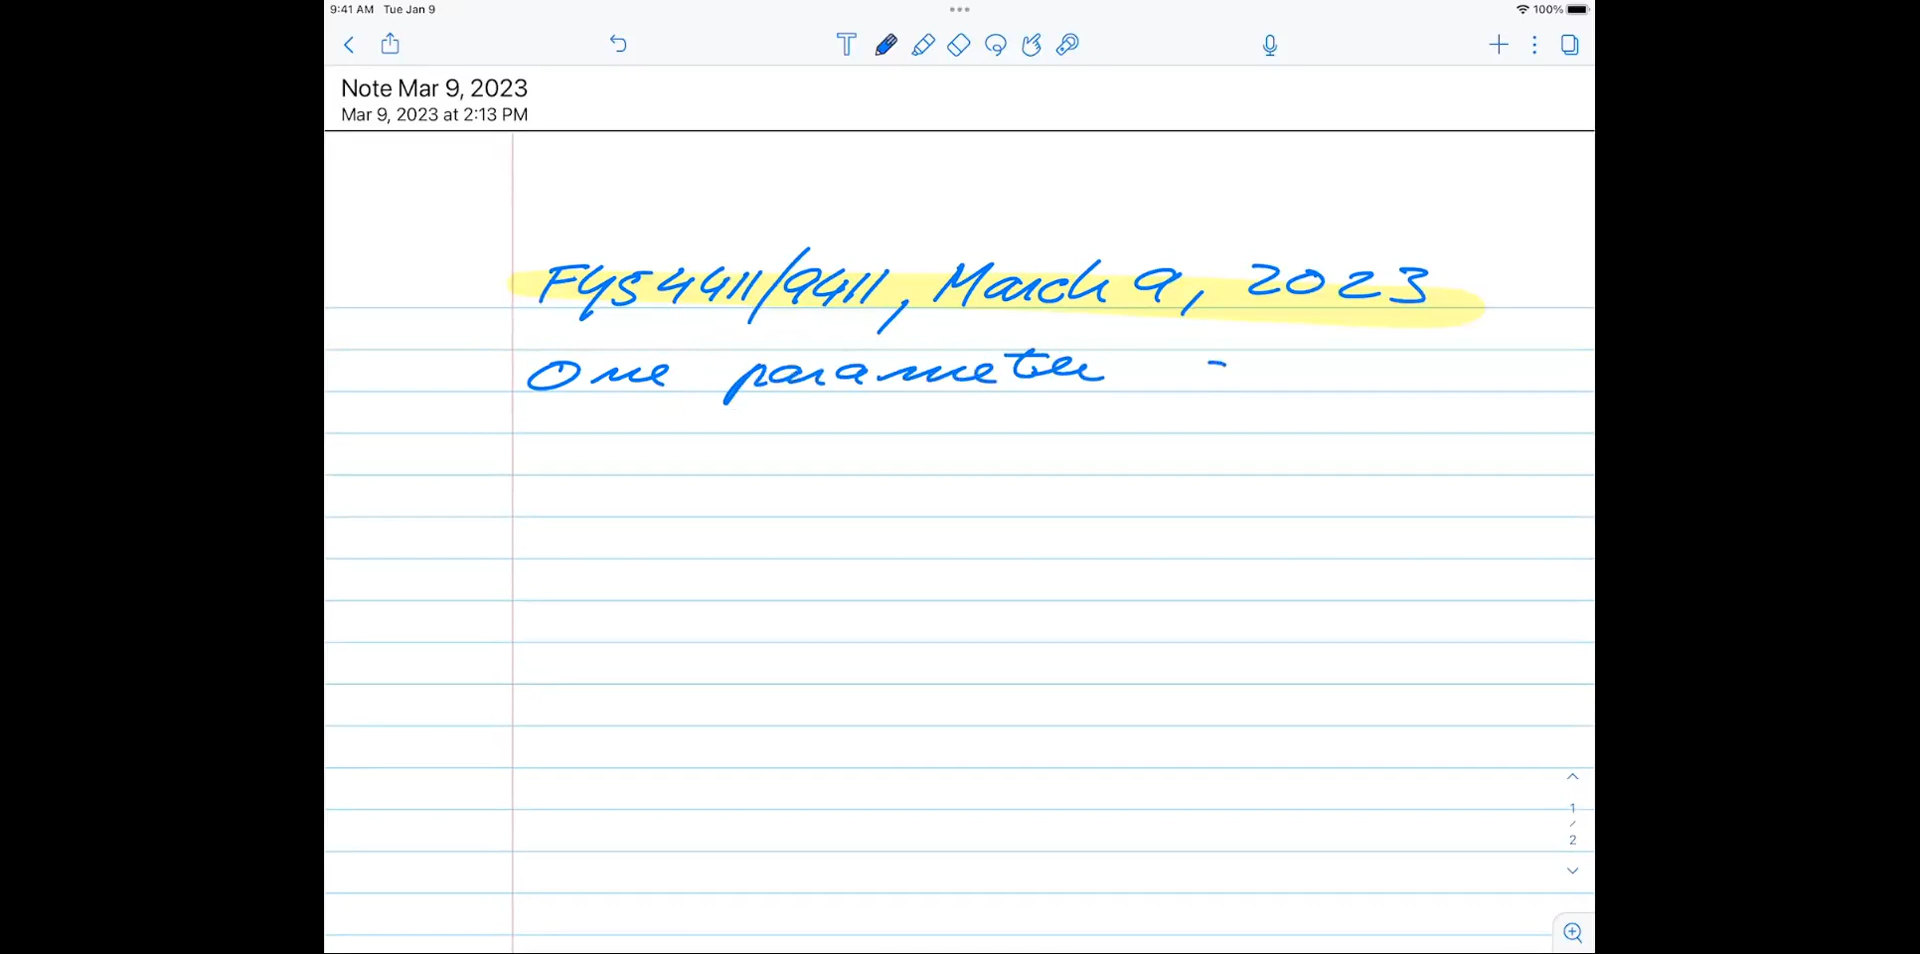 9:41 AM Tue Jan 9
100%
Note Mar 9, 2023
Mar 9, 2023 at 2:13 PM
FYS4411/9411, March 9, 2023
One parameter -
1
/
2